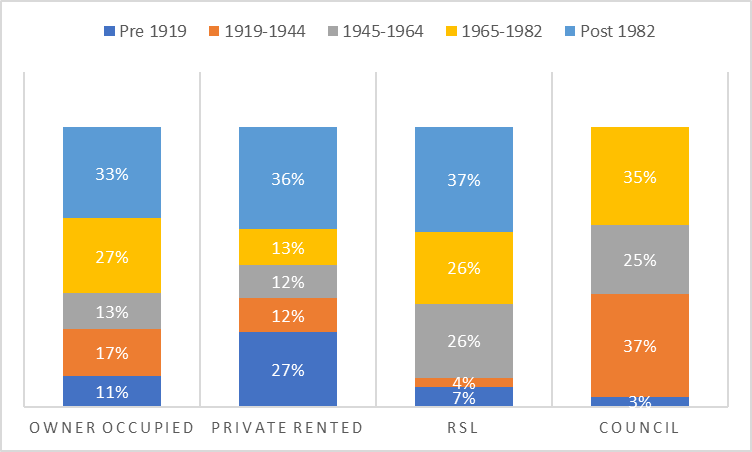 Pre 1919 1919-1944 1945-1964 1965-1982 Post 1982
33% 36% 37% 35%
27% 13% 26% 25%
13% 12% 26% 37%
17% 12% 4% 3%
11% 27% 7%
OWNER OCCUPIED PRIVATE RENTED RSL COUNCIL